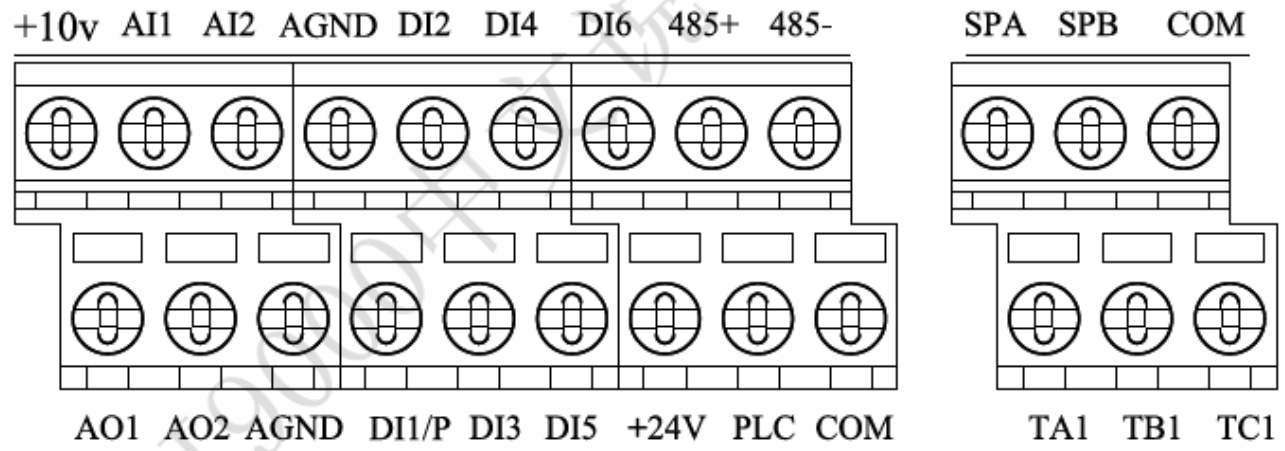 +10v AI1 AI2 AGND DI2 DI4 DI6 485+ 485- SPA SPB COM
AO1 AO2 AGND DI1/P DI3 DI5 +24V PLC COM TA1 TB1 TC1